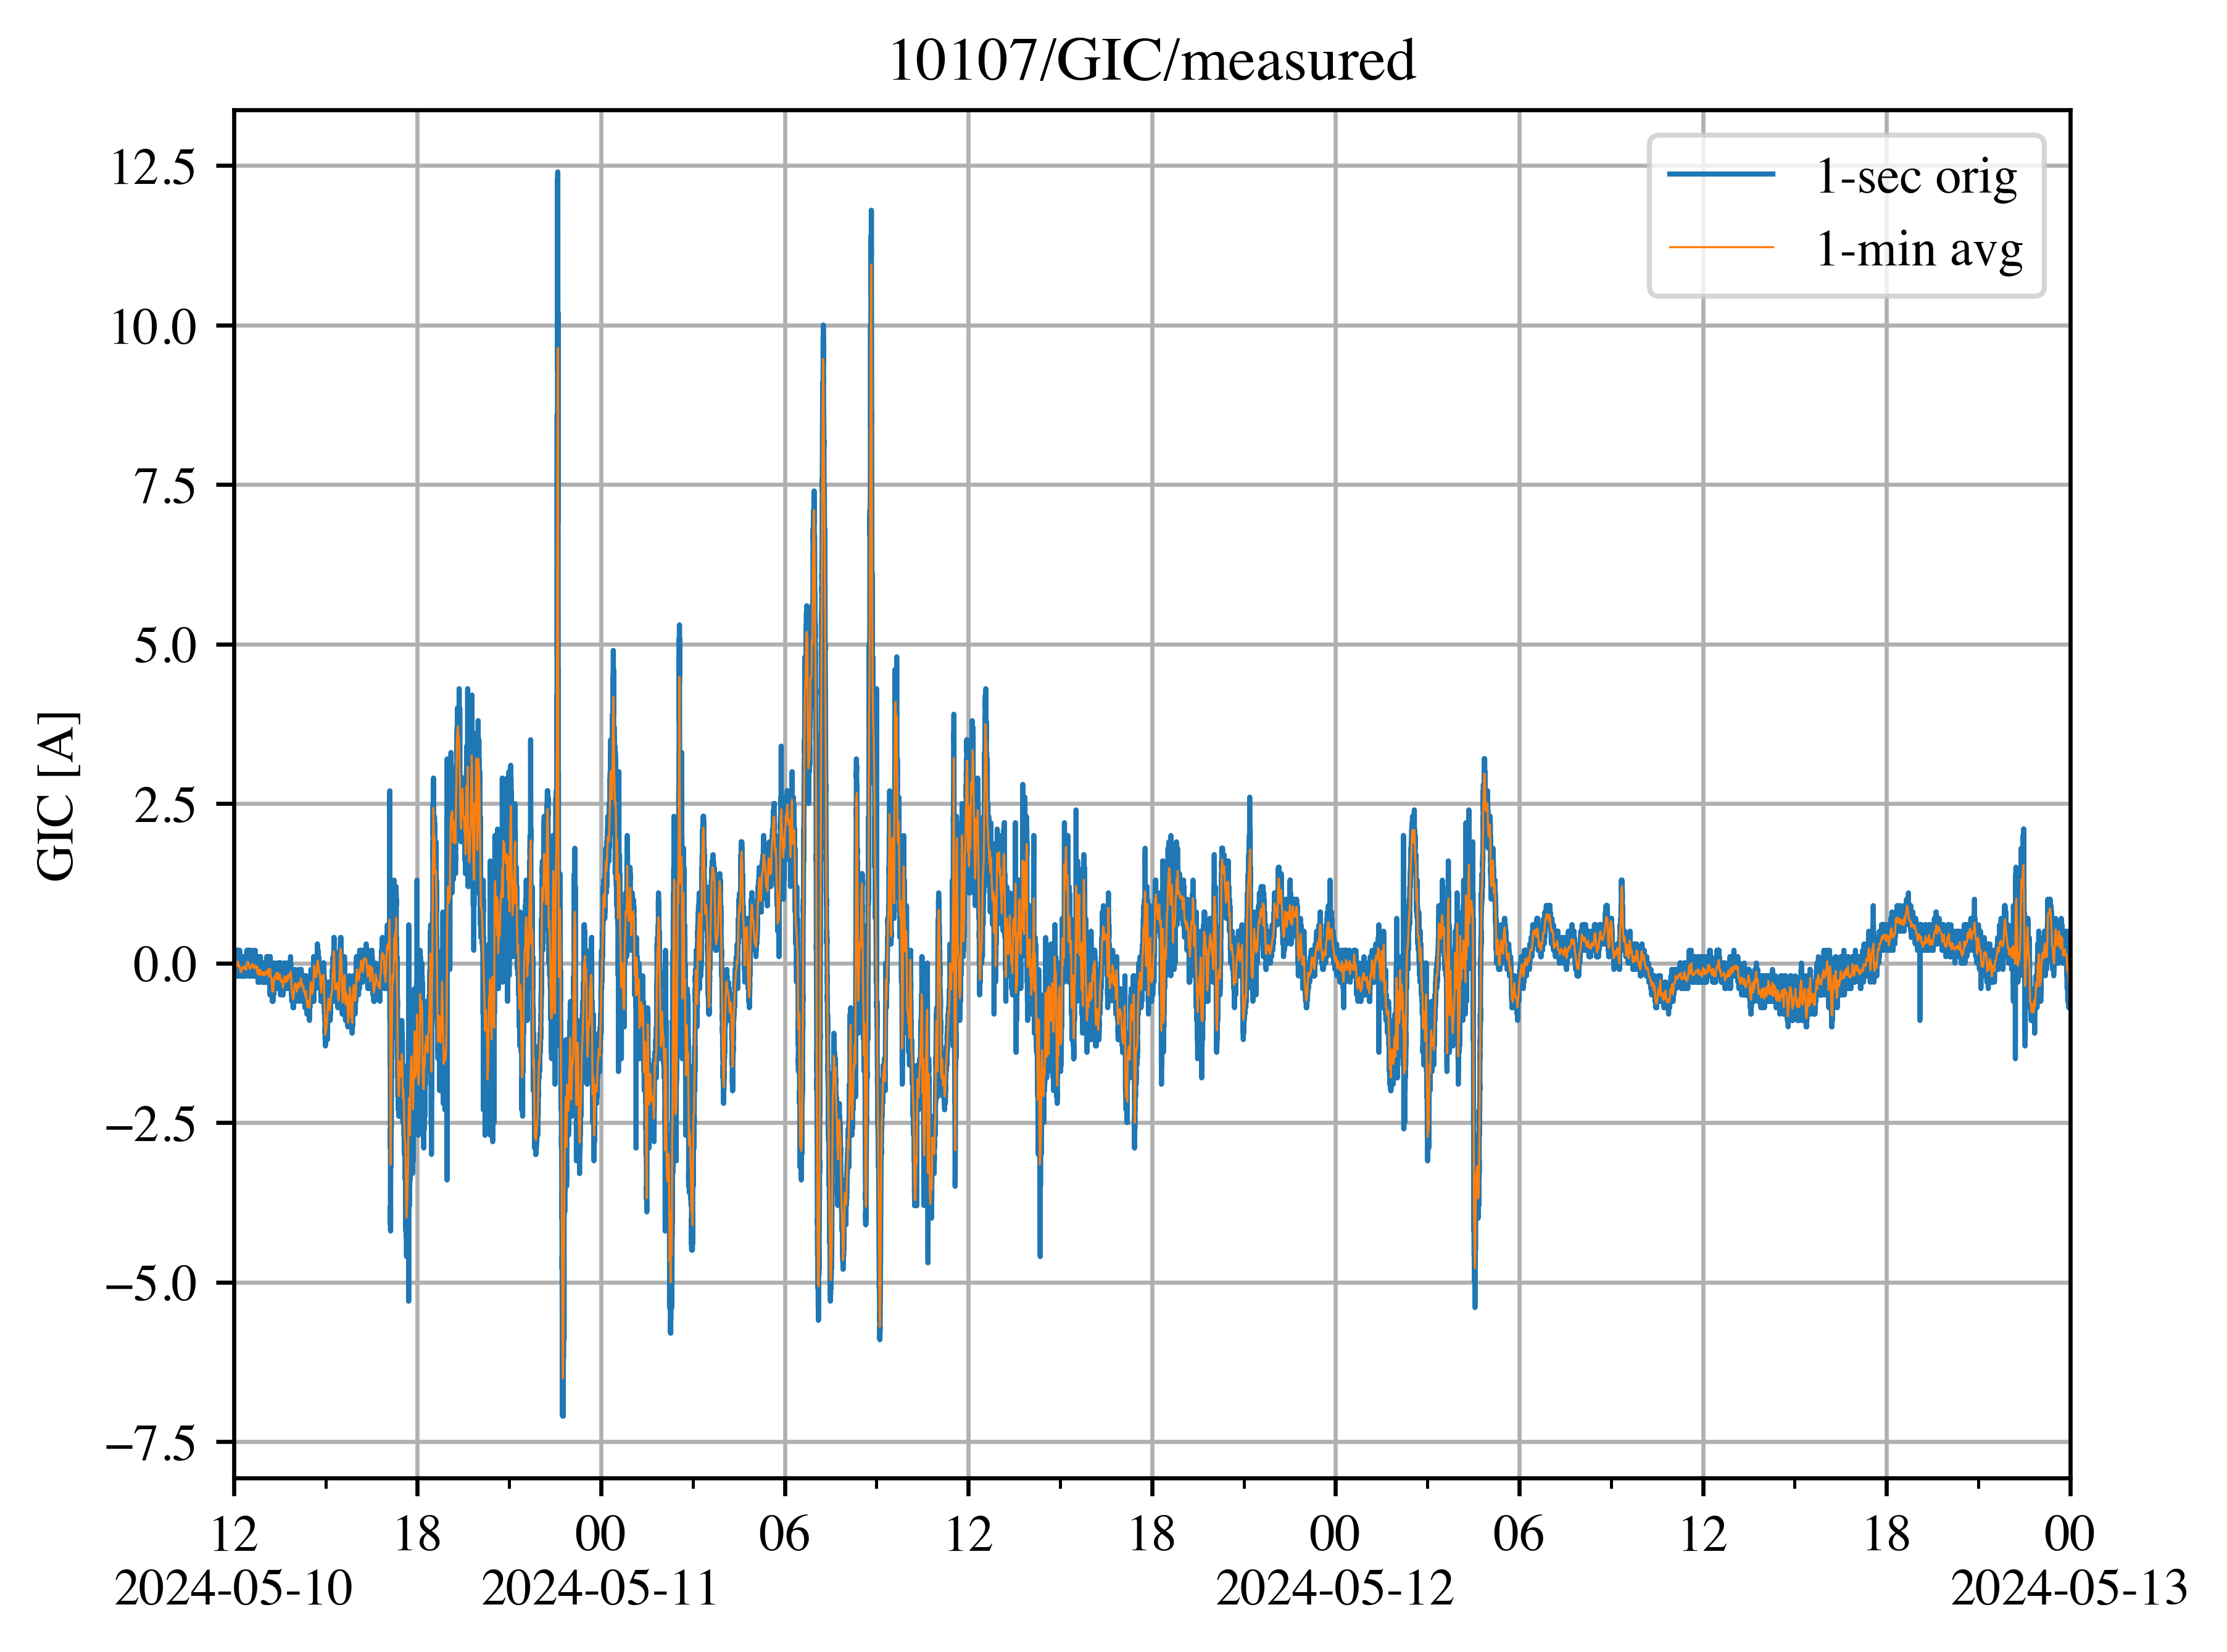 10107/GIC/measured
1-sec orig
1-min avg
GIC [A]
12.5
10.0
7.5
5.0
2.5
0.0
−2.5
−5.0
−7.5
12 18 00 06 12 18 00 06 12 18 00
2024-05-10 2024-05-11 2024-05-12 2024-05-13